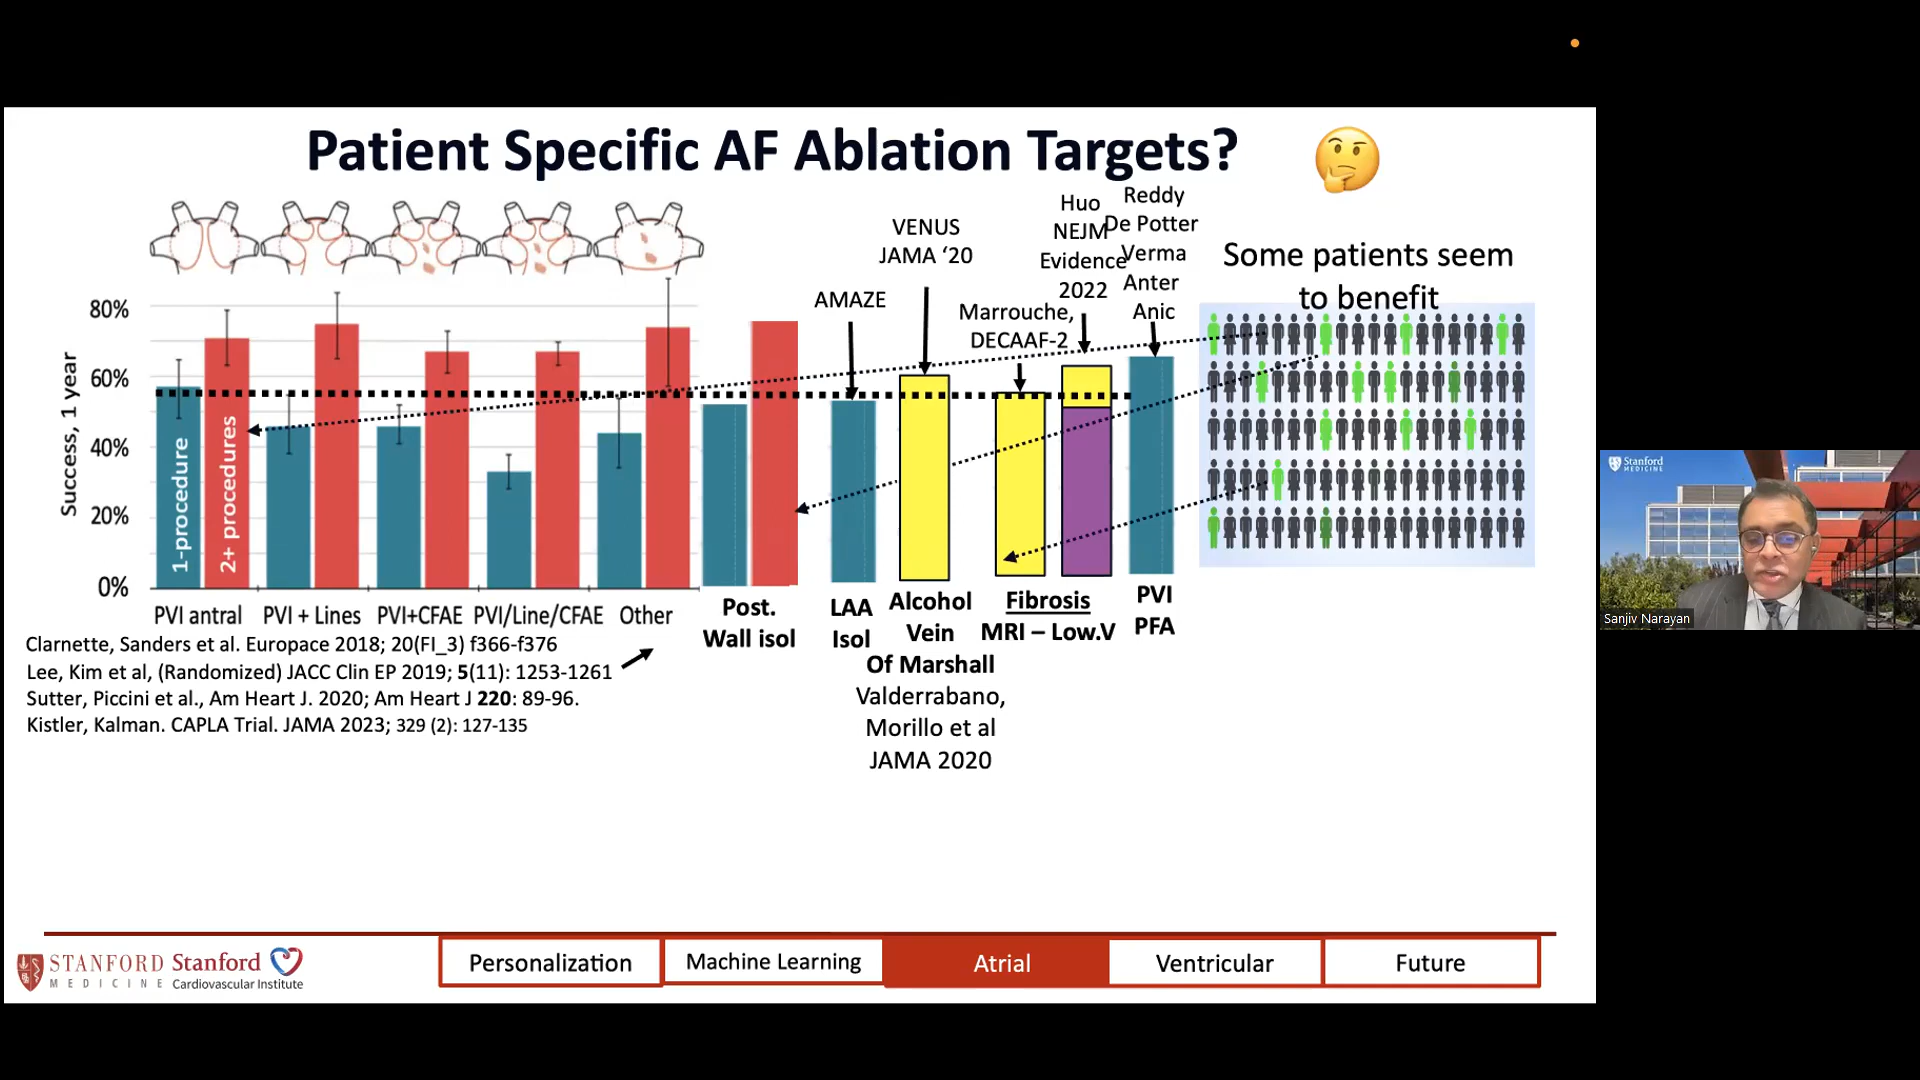 Patient Specific AF Ablation Targets?
Some patients seem
to benefit
VENUS
JAMA ‘20
AMAZE
Marrouche,
DECAAF-2
Huo
NEJM
Evidence
2022
Reddy
De Potter
Verma
Anter
Anic
Success, 1 year
80%
60%
40%
20%
0%
1-procedure
2+ procedures
PVI antral
PVI + Lines
PVI+CFAE
PVI/Line/CFAE
Other
Post.
Wall isol
LAA
Isol
Alcohol
Vein
Of Marshall
Valderrabano,
Morillo et al
JAMA 2020
Fibrosis
MRI – Low.V
PVI
PFA
Clarnette, Sanders et al. Europace 2018; 20(FI_3) f366-f376
Lee, Kim et al, (Randomized) JACC Clin EP 2019; 5(11): 1253-1261
Sutter, Piccini et al., Am Heart J. 2020; Am Heart J 220: 89-96.
Kistler, Kalman. CAPLA Trial. JAMA 2023; 329 (2): 127-135
STANFORD
MEDICINE
Stanford
Cardiovascular Institute
Personalization
Machine Learning
Atrial
Ventricular
Future
Stanford
MEDICINE
Sanjiv Narayan